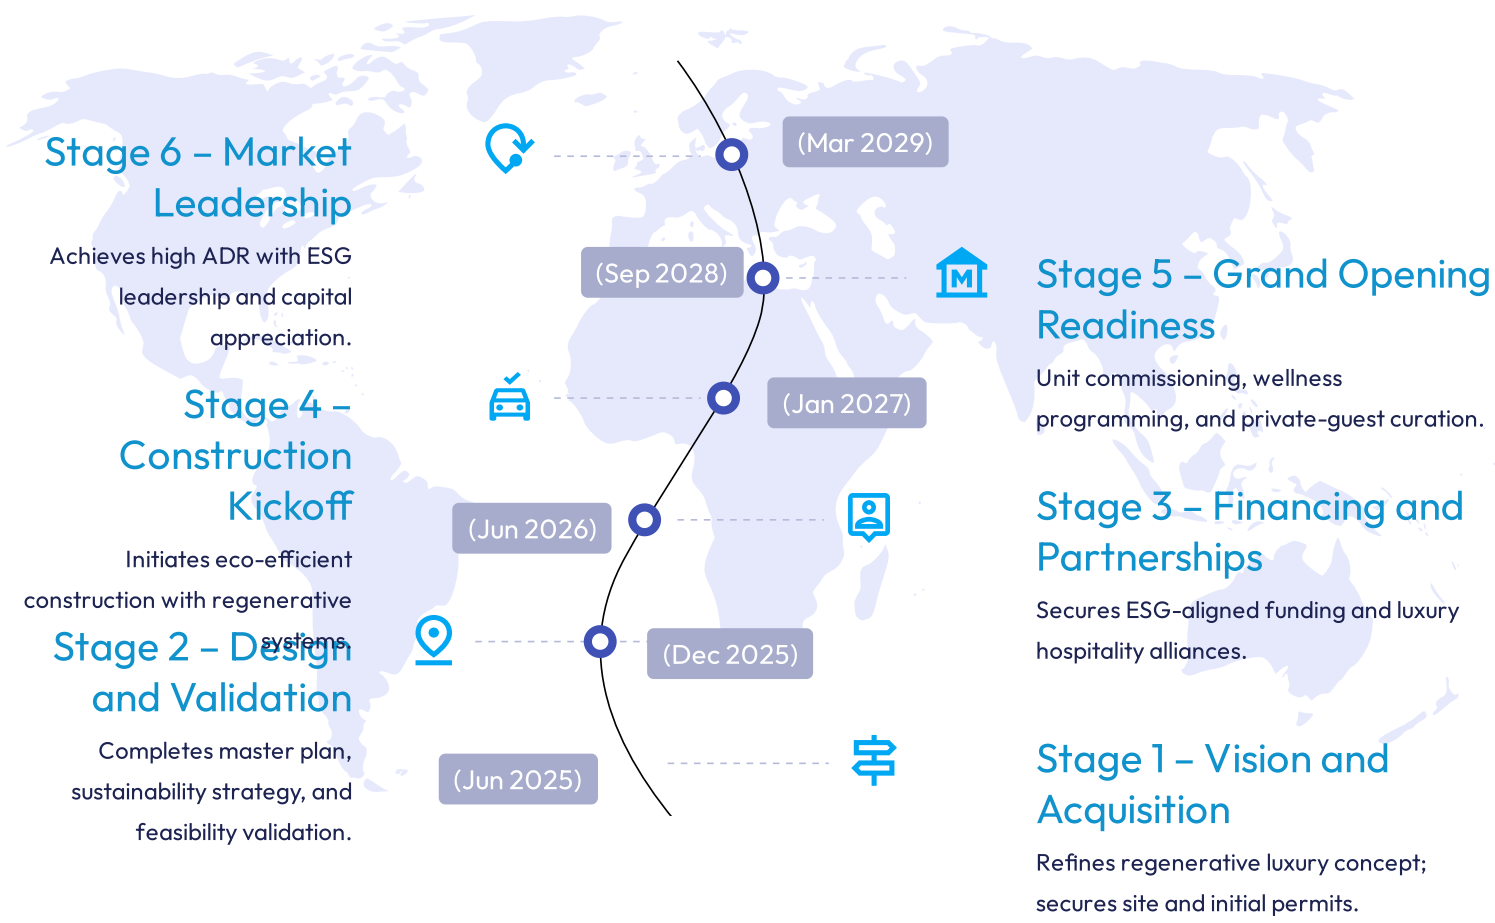 Stage 6 – Market
Leadership
Achieves high ADR with ESG
leadership and capital
appreciation.
(Mar 2029)
(Sep 2028)
Stage 5 – Grand Opening
Readiness
Unit commissioning, wellness
programming, and private-guest curation.
Stage 4 –
Construction
Kickoff
Initiates eco-efficient
construction with regenerative
systems.
(Jan 2027)
(Jun 2026)
Stage 3 – Financing and
Partnerships
Secures ESG-aligned funding and luxury
hospitality alliances.
Stage 2 – Design
and Validation
Completes master plan,
sustainability strategy, and
feasibility validation.
(Dec 2025)
(Jun 2025)
Stage 1 – Vision and
Acquisition
Refines regenerative luxury concept;
secures site and initial permits.